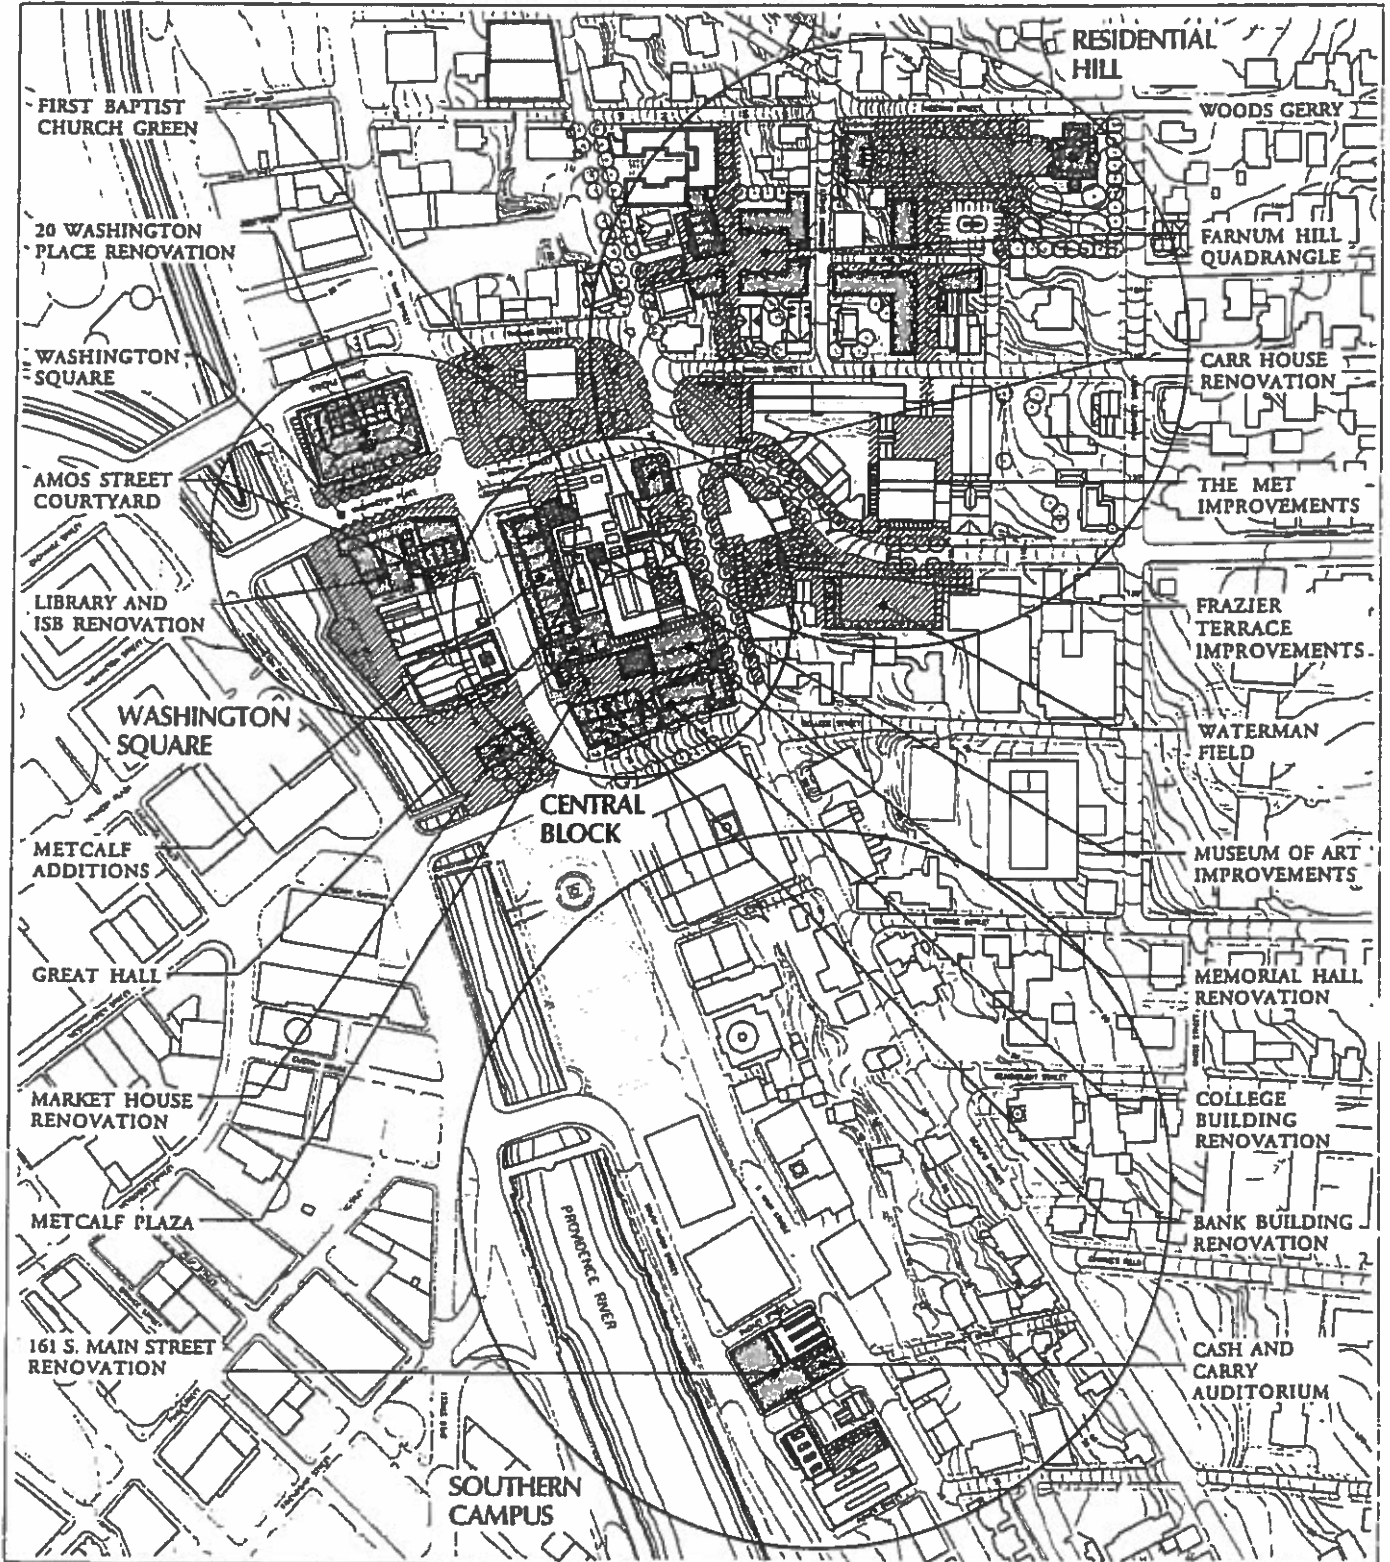 RESIDENTIAL
HILL
FIRST BAPTIST
CHURCH GREEN
WOODS GERRY
20 WASHINGTON
PLACE RENOVATION
FARNUM HILL
QUADRANGLE
WASHINGTON
SQUARE
CARR HOUSE
RENOVATION
AMOS STREET
COURTYARD
THE MET
IMPROVEMENTS
LIBRARY AND
ISB RENOVATION
FRAZIER
TERRACE
IMPROVEMENTS
WASHINGTON
SQUARE
WATERMAN
FIELD
CENTRAL
BLOCK
METCALF
ADDITIONS
MUSEUM OF ART
IMPROVEMENTS
GREAT HALL
MEMORIAL HALL
RENOVATION
MARKET HOUSE
RENOVATION
COLLEGE
BUILDING
RENOVATION
METCALF PLAZA
BANK BUILDING
RENOVATION
PROVIDENCE RIVER
161 S. MAIN STREET
RENOVATION
CASH AND
CARRY
AUDITORIUM
SOUTHERN
CAMPUS